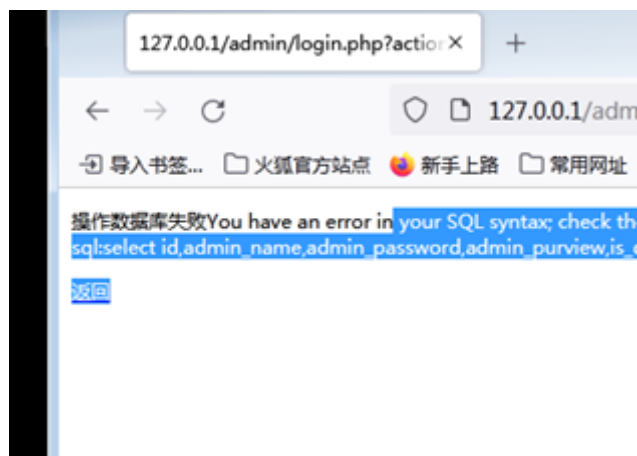 127.0.0.1/admin/login.php?action
127.0.0.1/adm
导入书签... 火狐官方站点 新手上路 常用网址
操作数据库失败You have an error in your SQL syntax; check th
sql:select id,admin_name,admin_password,admin_purview,is_
返回